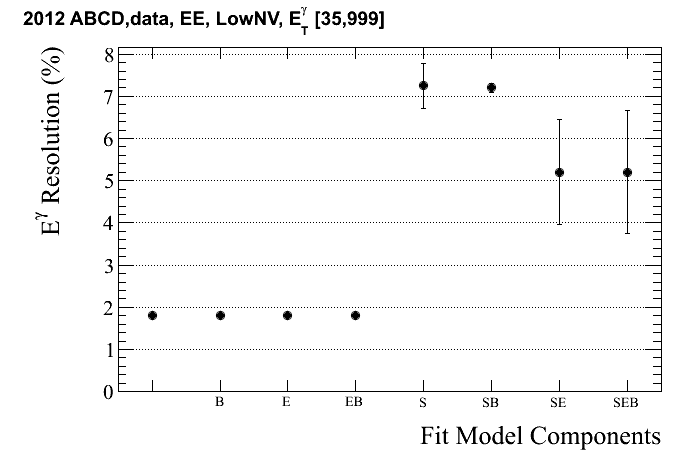 2012 ABCD,data, EE, LowNV, E_T^γ [35,999]
E^γ Resolution (%)
8
7
6
5
4
3
2
1
0
B E EB S SB SE SEB
Fit Model Components